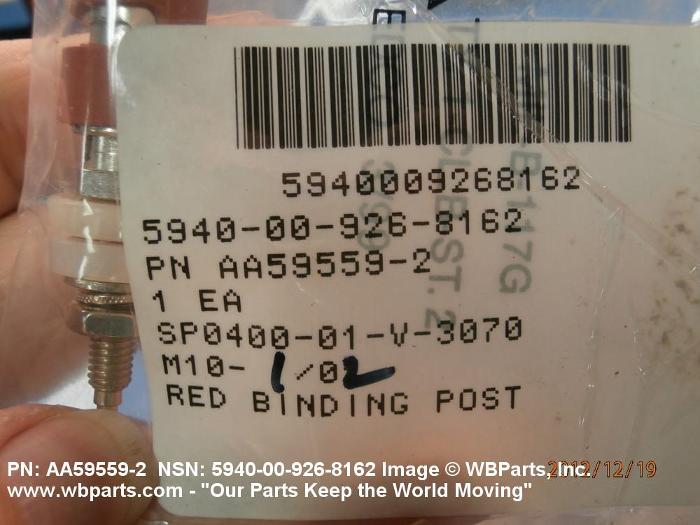 5940009268162
5940-00-926-8162
PN AA59559-2
1 EA
SP0400-01-V-3070
M10-1/02
RED BINDING POST
PN: AA59559-2 NSN: 5940-00-926-8162 Image © WBParts, Inc.
2012/12/19
www.wbparts.com - "Our Parts Keep the World Moving"